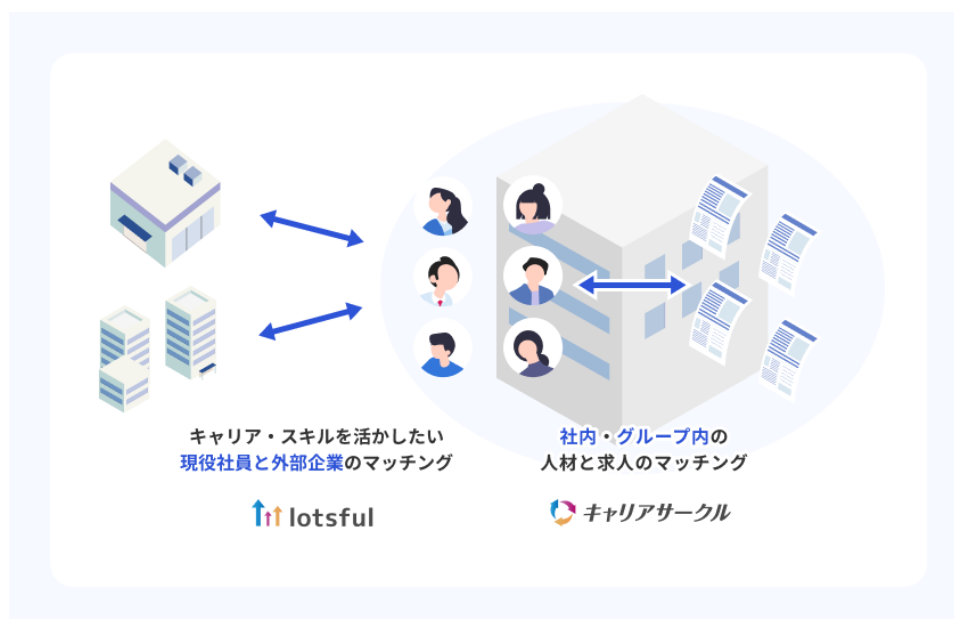 キャリア・スキルを活かしたい
現役社員と外部企業のマッチング
lotsful
社内・グループ内の
人材と求人のマッチング
キャリアサークル